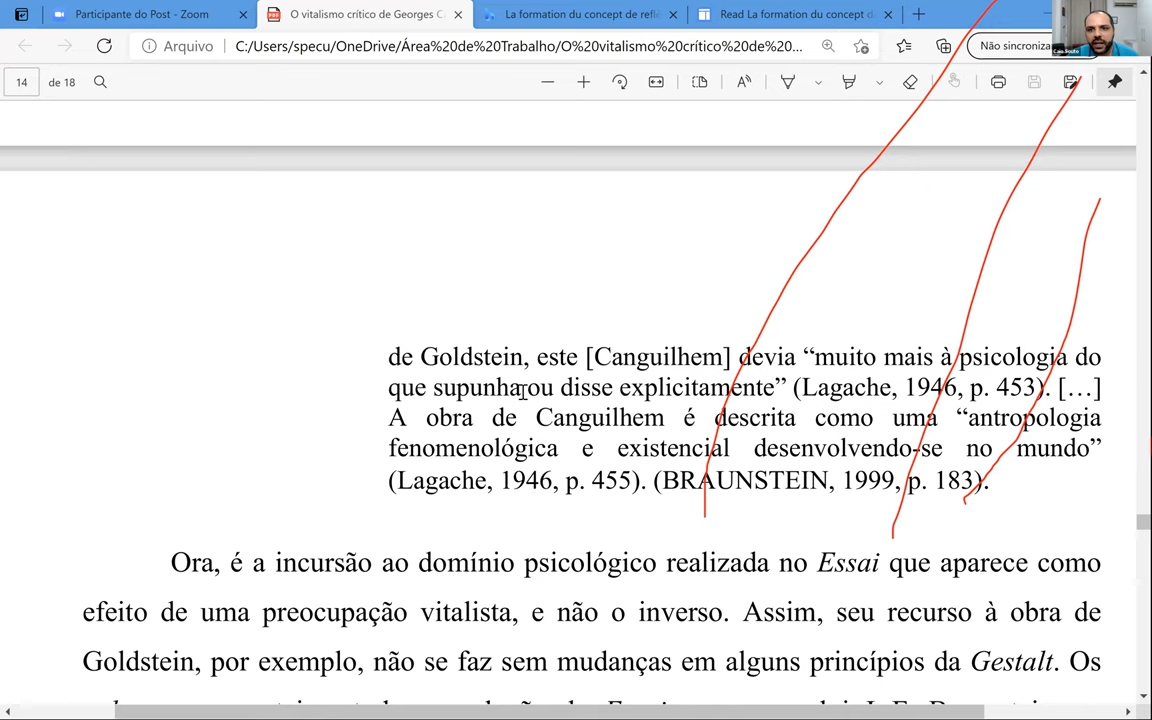 Participante do Post - Zoom
O vitalismo crítico de Georges C
La formation du concept de refl
Read La formation du concept d
Arquivo
C:/Users/specu/OneDrive/Área%20de%20Trabalho/O%20vitalismo%20crítico%20de%20...
Não sincroniza
Caio Souto
14 de 18
de Goldstein, este [Canguilhem] devia “muito mais à psicologia do
que supunha ou disse explicitamente” (Lagache, 1946, p. 453). […]
A obra de Canguilhem é descrita como uma “antropologia
fenomenológica e existencial desenvolvendo-se no mundo”
(Lagache, 1946, p. 455). (BRAUNSTEIN, 1999, p. 183).
Ora, é a incursão ao domínio psicológico realizada no Essai que aparece como
efeito de uma preocupação vitalista, e não o inverso. Assim, seu recurso à obra de
Goldstein, por exemplo, não se faz sem mudanças em alguns princípios da Gestalt. Os